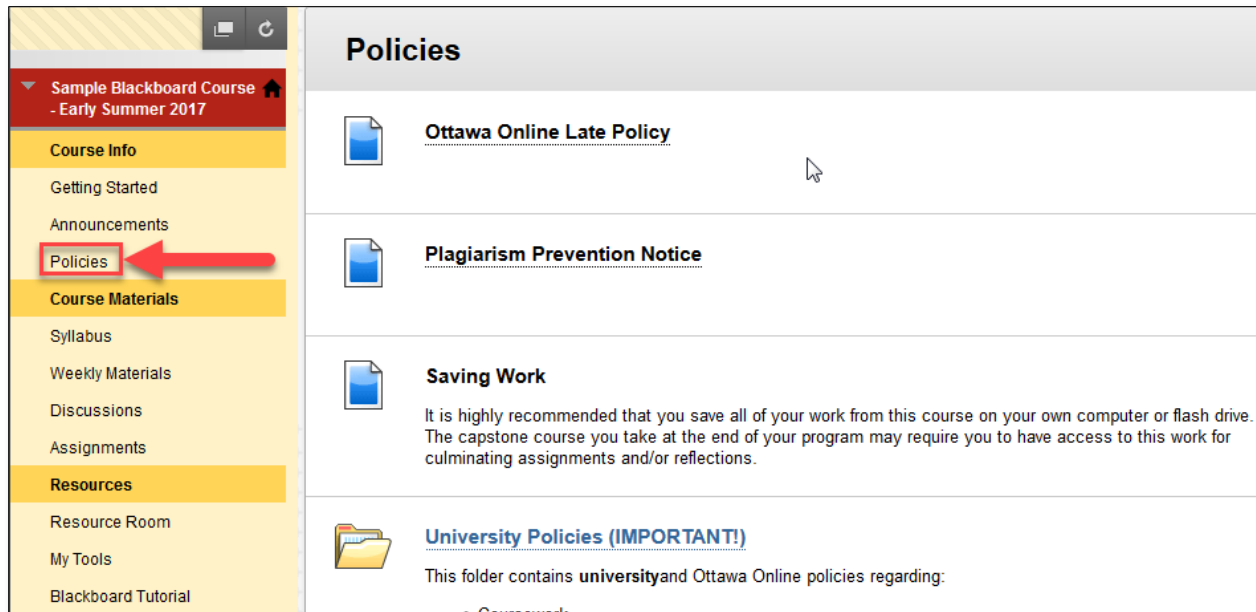 Sample Blackboard Course
- Early Summer 2017
Course Info
Getting Started
Announcements
Policies
Course Materials
Syllabus
Weekly Materials
Discussions
Assignments
Resources
Resource Room
My Tools
Blackboard Tutorial
Policies
Ottawa Online Late Policy
Plagiarism Prevention Notice
Saving Work
It is highly recommended that you save all of your work from this course on your own computer or flash drive.
The capstone course you take at the end of your program may require you to have access to this work for
culminating assignments and/or reflections.
University Policies (IMPORTANT!)
This folder contains universityand Ottawa Online policies regarding: